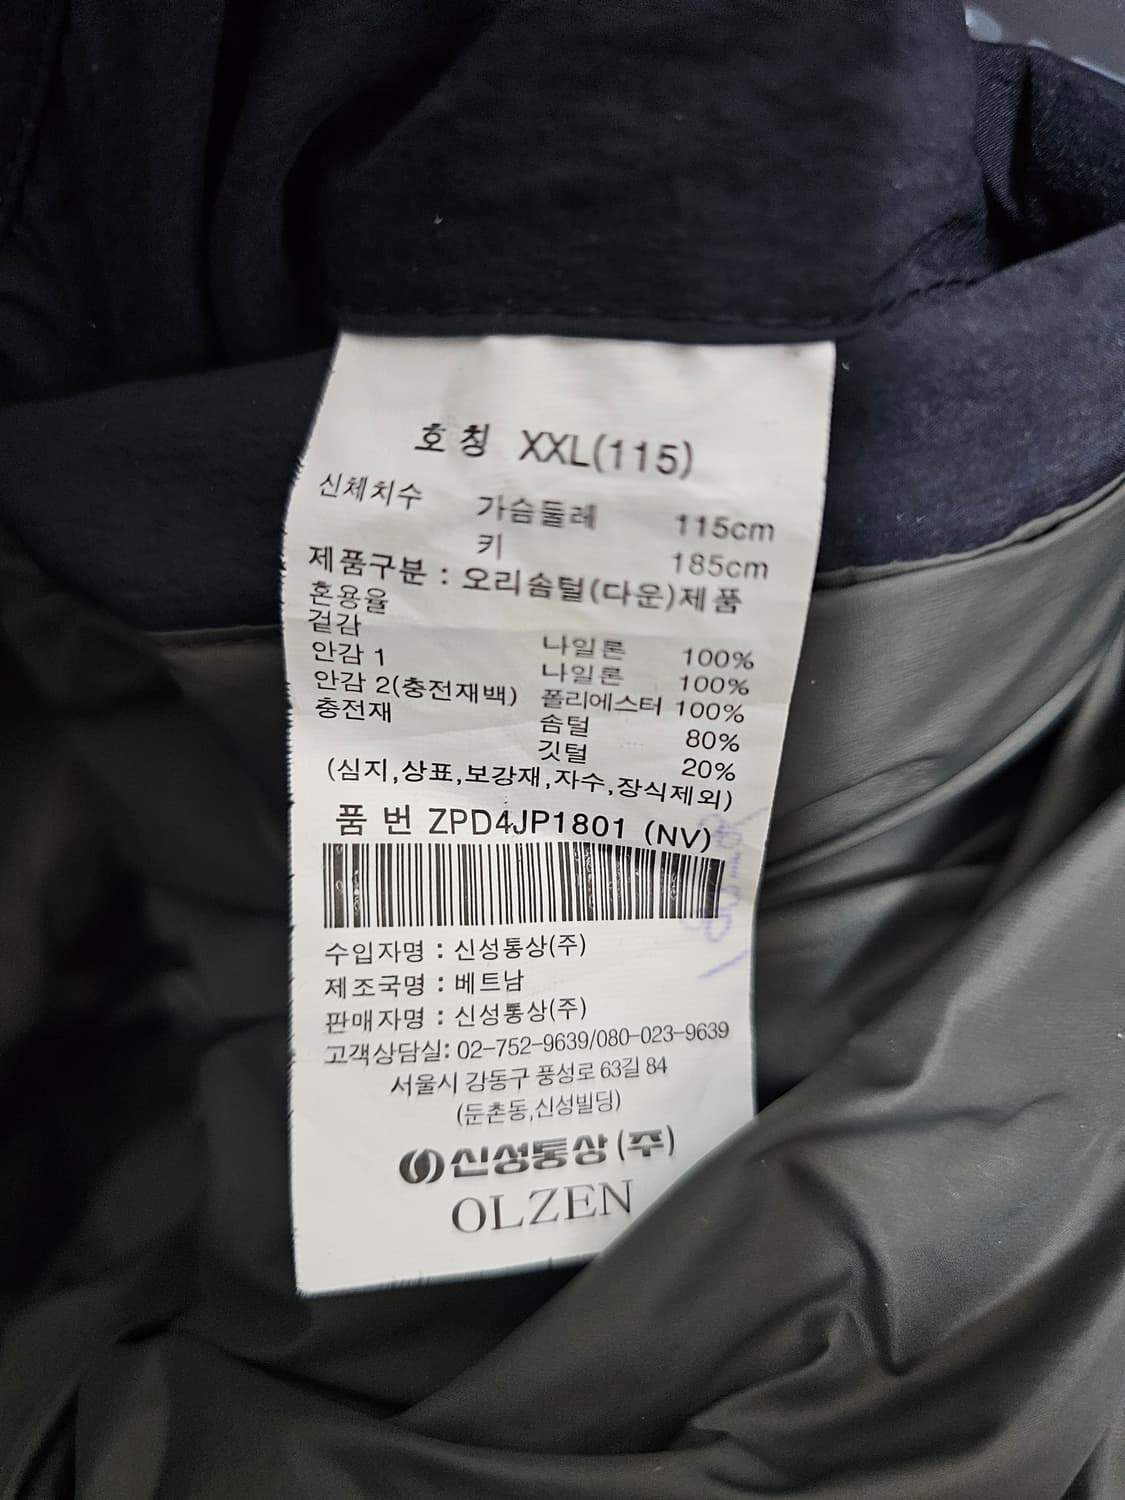 호 칭 XXL(115)
신체치수 가슴둘레 115cm
키 185cm
제품구분 : 오리솜털(다운)제품
혼용율
겉감 나일론 100%
안감 1 나일론 100%
안감 2(충전재백) 폴리에스터 100%
충전재 솜털 80%
깃털 20%
(심지,상표,보강재,자수,장식제외)
품 번 ZPD4JP1801 (NV)
수입자명 : 신성통상(주)
제조국명 : 베트남
판매자명 : 신성통상(주)
고객상담실: 02-752-9639/080-023-9639
서울시 강동구 풍성로 63길 84
(둔촌동,신성빌딩)
신성통상(주)
OLZEN